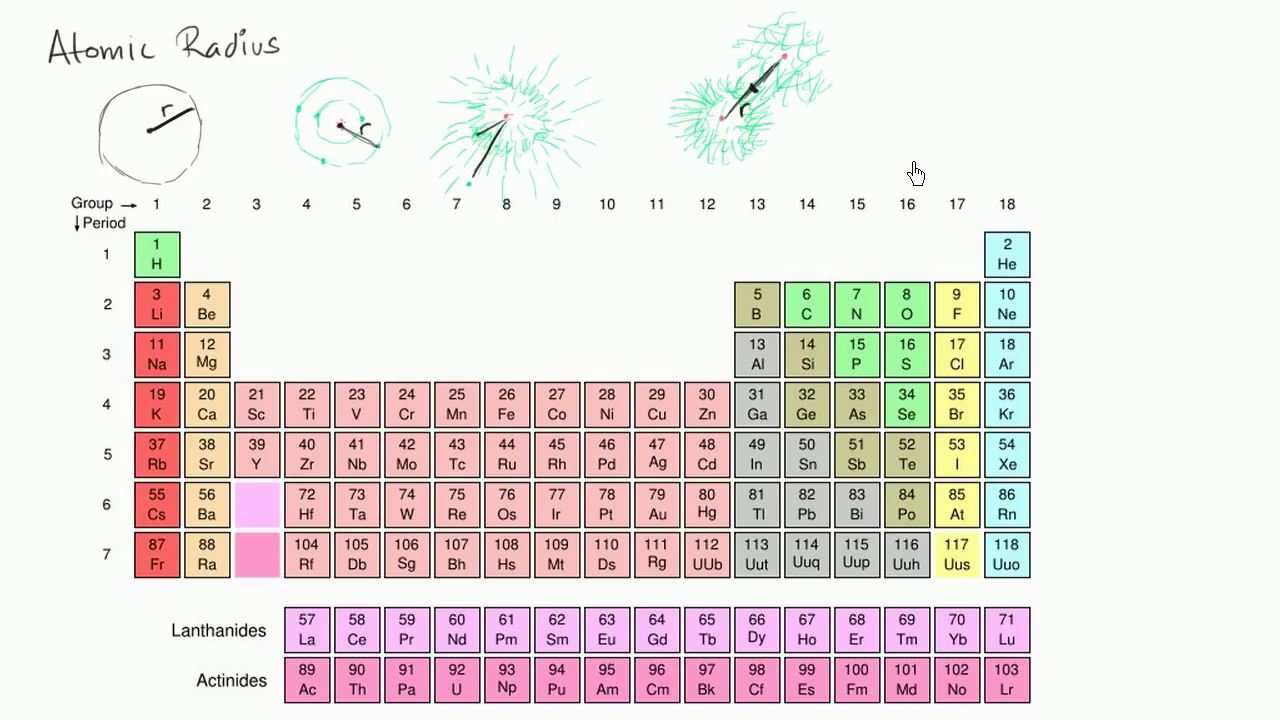 Atomic Radius
r
r
r
Group → 1 2 3 4 5 6 7 8 9 10 11 12 13 14 15 16 17 18
↓Period
1 2
1 H He
3 4 5 6 7 8 9 10
2 Li Be B C N O F Ne
11 12 13 14 15 16 17 18
3 Na Mg Al Si P S Cl Ar
19 20 21 22 23 24 25 26 27 28 29 30 31 32 33 34 35 36
4 K Ca Sc Ti V Cr Mn Fe Co Ni Cu Zn Ga Ge As Se Br Kr
37 38 39 40 41 42 43 44 45 46 47 48 49 50 51 52 53 54
5 Rb Sr Y Zr Nb Mo Tc Ru Rh Pd Ag Cd In Sn Sb Te I Xe
55 56 72 73 74 75 76 77 78 79 80 81 82 83 84 85 86
6 Cs Ba Hf Ta W Re Os Ir Pt Au Hg Tl Pb Bi Po At Rn
87 88 104 105 106 107 108 109 110 111 112 113 114 115 116 117 118
7 Fr Ra Rf Db Sg Bh Hs Mt Ds Rg UUb Uut Uuq Uup Uuh Uus Uuo
57 58 59 60 61 62 63 64 65 66 67 68 69 70 71
Lanthanides La Ce Pr Nd Pm Sm Eu Gd Tb Dy Ho Er Tm Yb Lu
89 90 91 92 93 94 95 96 97 98 99 100 101 102 103
Actinides Ac Th Pa U Np Pu Am Cm Bk Cf Es Fm Md No Lr